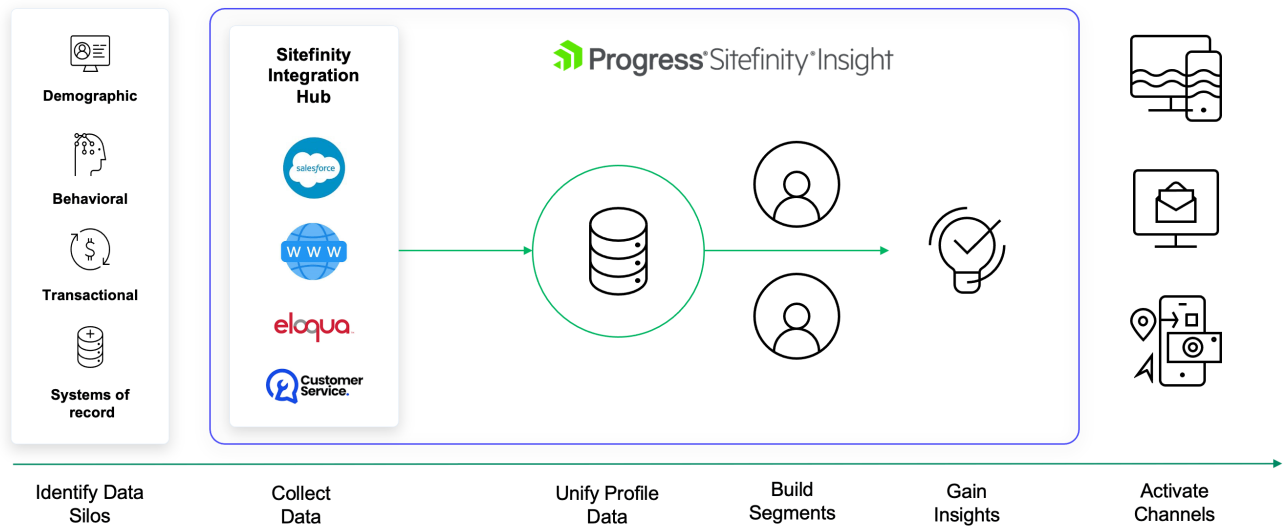 Demographic
Behavioral
Transactional
Systems of
record
Sitefinity
Integration
Hub
salesforce
WWW
eloqua
Customer
Service.
Progress® Sitefinity® Insight
Identify Data
Silos
Collect
Data
Unify Profile
Data
Build
Segments
Gain
Insights
Activate
Channels